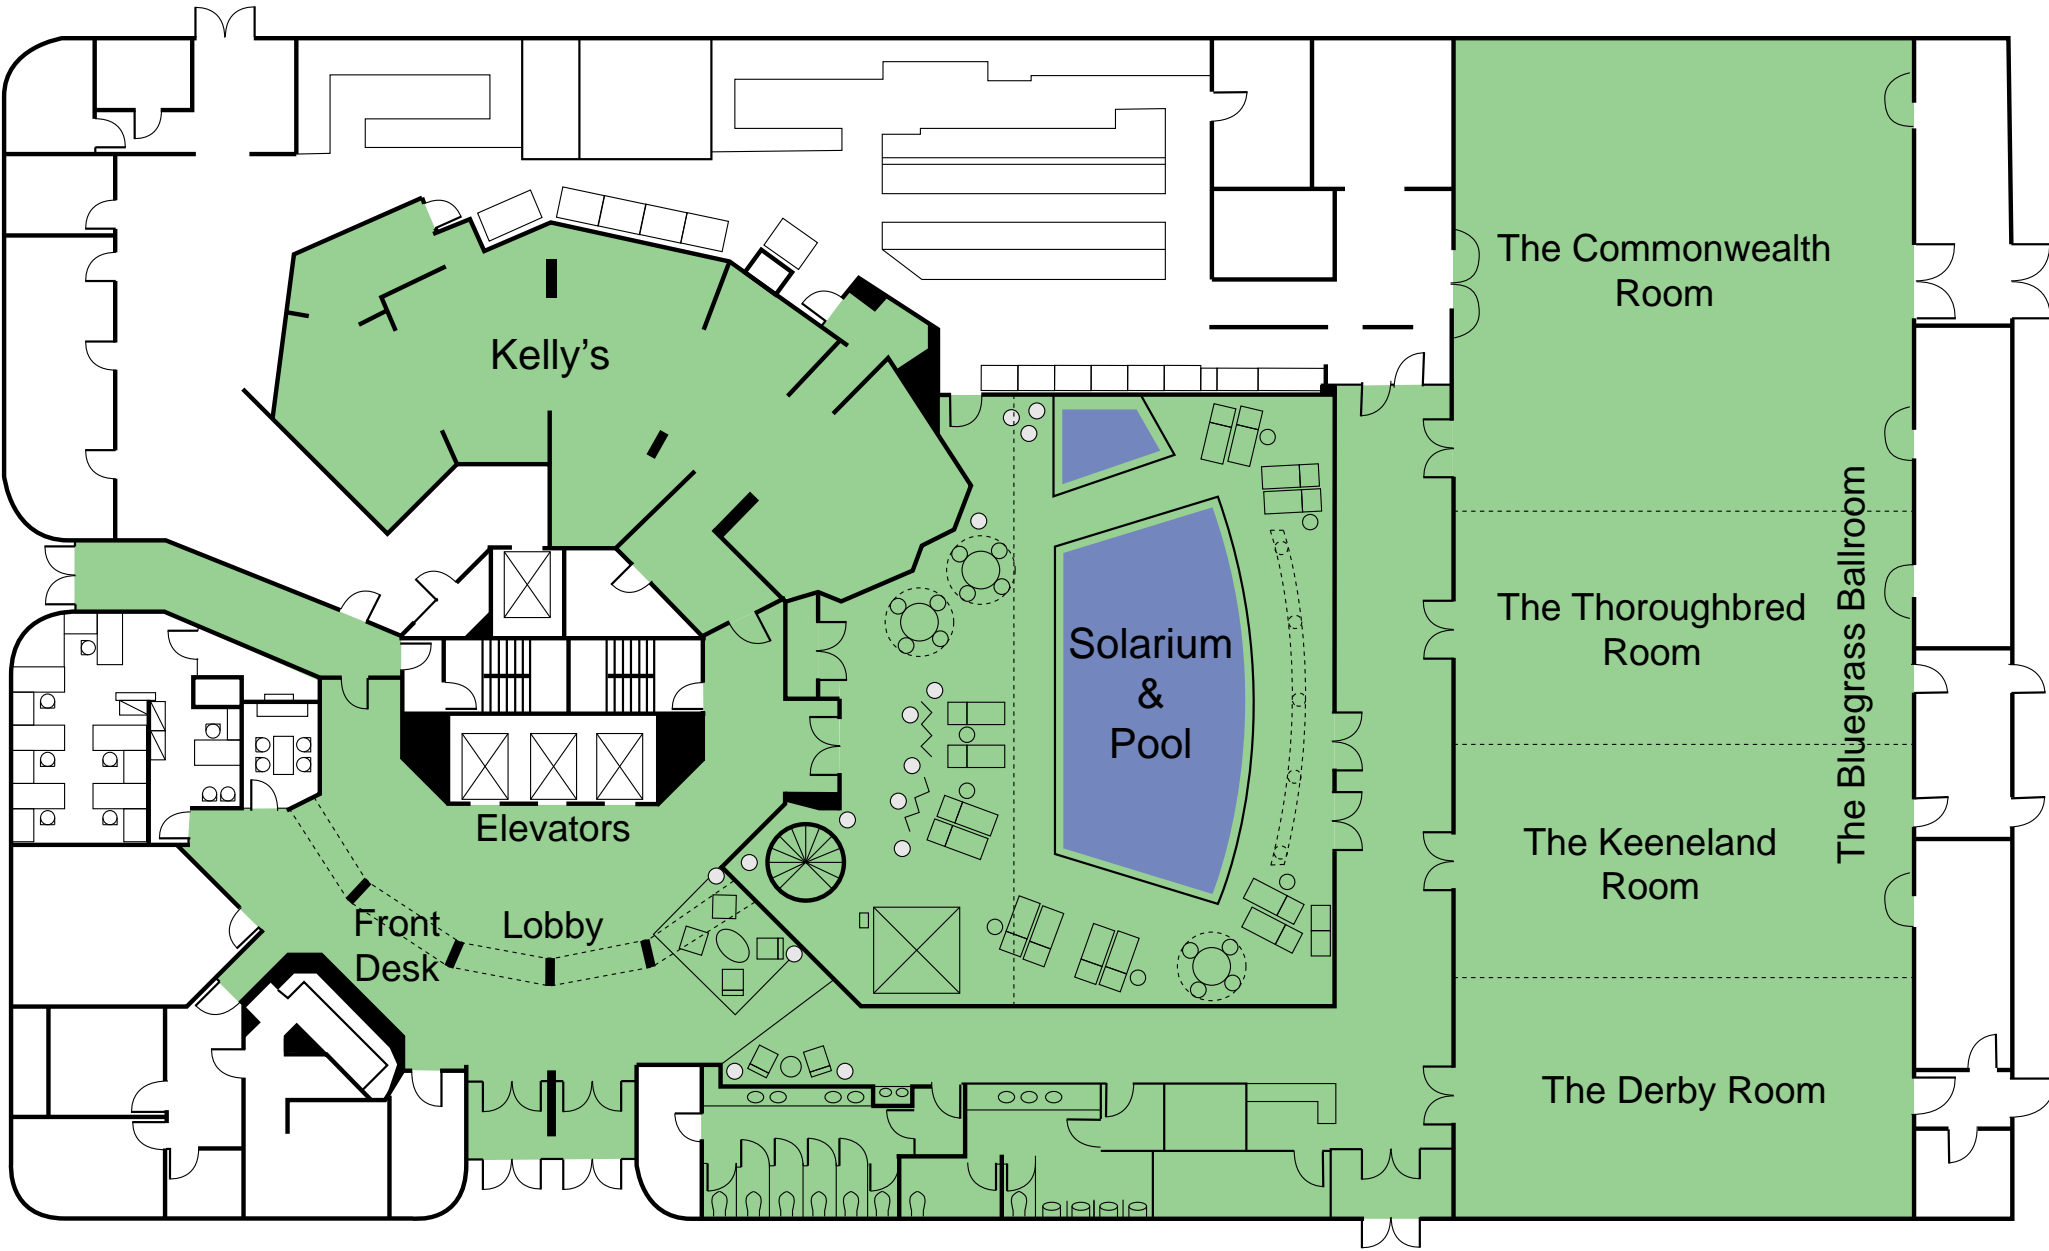 The Commonwealth
Room
Kelly's
The Thoroughbred
Room
The Bluegrass Ballroom
Solarium
&
Pool
Elevators
The Keeneland
Room
Front
Desk
Lobby
The Derby Room